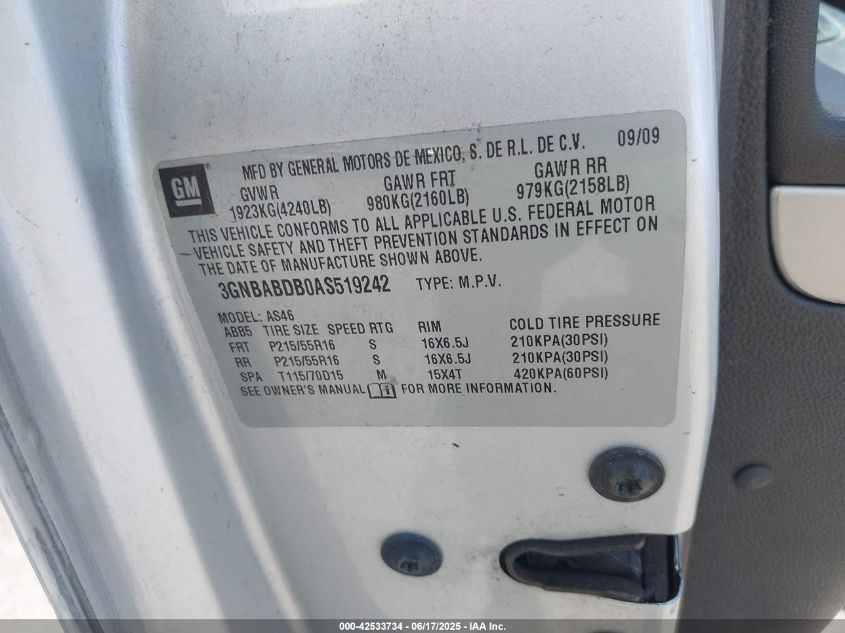 GM
MFD BY GENERAL MOTORS DE MEXICO, S. DE R.L. DE C.V. 09/09
GVWR GAWR FRT GAWR RR
1923KG(4240LB) 980KG(2160LB) 979KG(2158LB)
THIS VEHICLE CONFORMS TO ALL APPLICABLE U.S. FEDERAL MOTOR
VEHICLE SAFETY AND THEFT PREVENTION STANDARDS IN EFFECT ON
THE DATE OF MANUFACTURE SHOWN ABOVE.
3GNBABDB0AS519242 TYPE: M.P.V.
MODEL: AS46
ABB5 TIRE SIZE SPEED RTG RIM COLD TIRE PRESSURE
FRT P215/55R16 S 16X6.5J 210KPA(30PSI)
RR P215/55R16 S 16X6.5J 210KPA(30PSI)
SPA T115/70D15 M 15X4T 420KPA(60PSI)
SEE OWNER'S MANUAL FOR MORE INFORMATION.
000-42533734 - 06/17/2025 - IAA Inc.